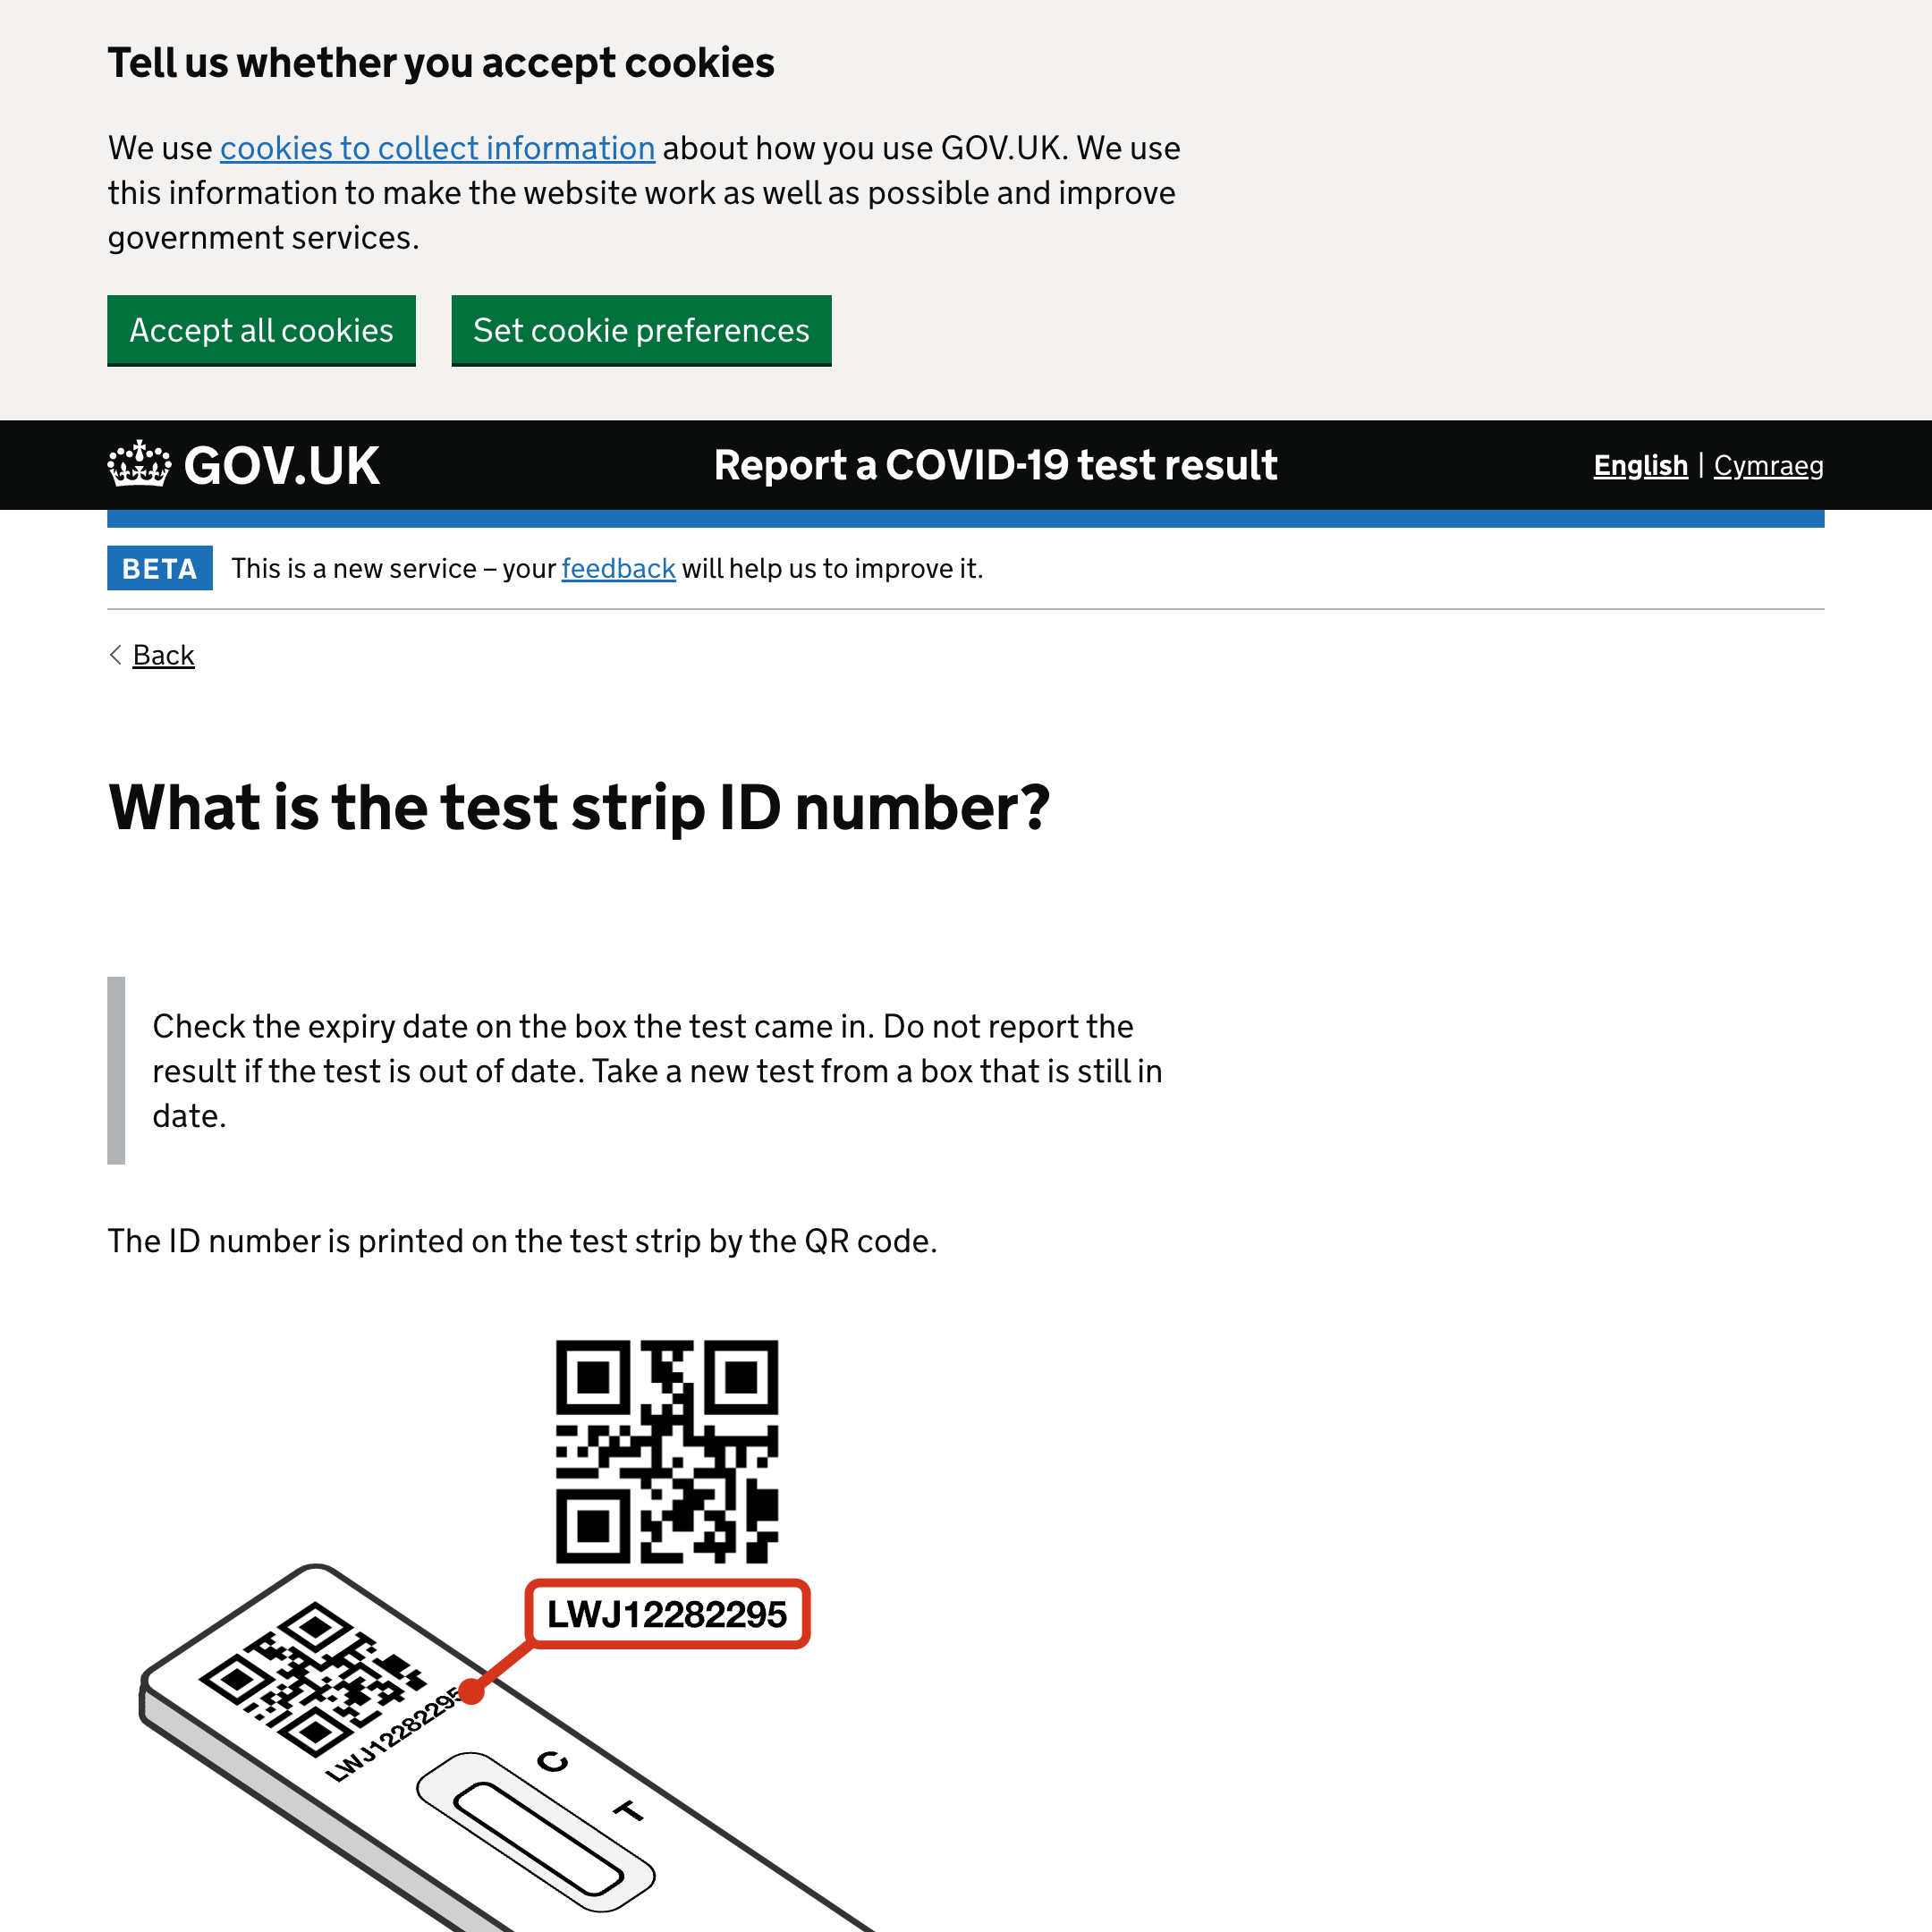 Tell us whether you accept cookies
We use cookies to collect information about how you use GOV.UK. We use
this information to make the website work as well as possible and improve
government services.
Accept all cookies
Set cookie preferences
GOV.UK
Report a COVID-19 test result
English | Cymraeg
BETA
This is a new service – your feedback will help us to improve it.
Back
What is the test strip ID number?
Check the expiry date on the box the test came in. Do not report the
result if the test is out of date. Take a new test from a box that is still in
date.
The ID number is printed on the test strip by the QR code.
LWJ12282295
LWJ12282295
C
T